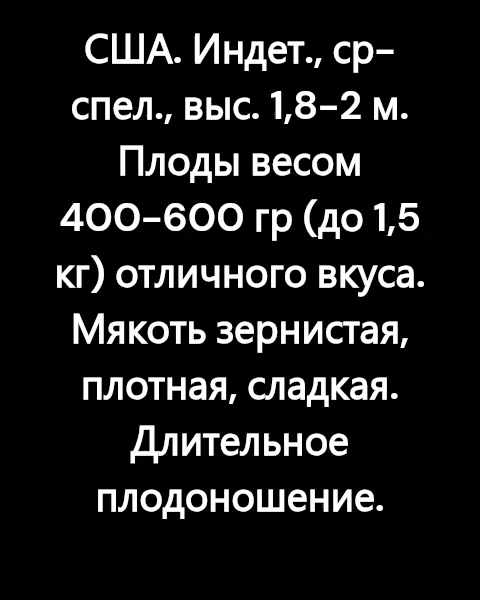 США. Индет., ср-
спел., выс. 1,8-2 м.
Плоды весом
400-600 гр (до 1,5
кг) отличного вкуса.
Мякоть зернистая,
плотная, сладкая.
Длительное
плодоношение.